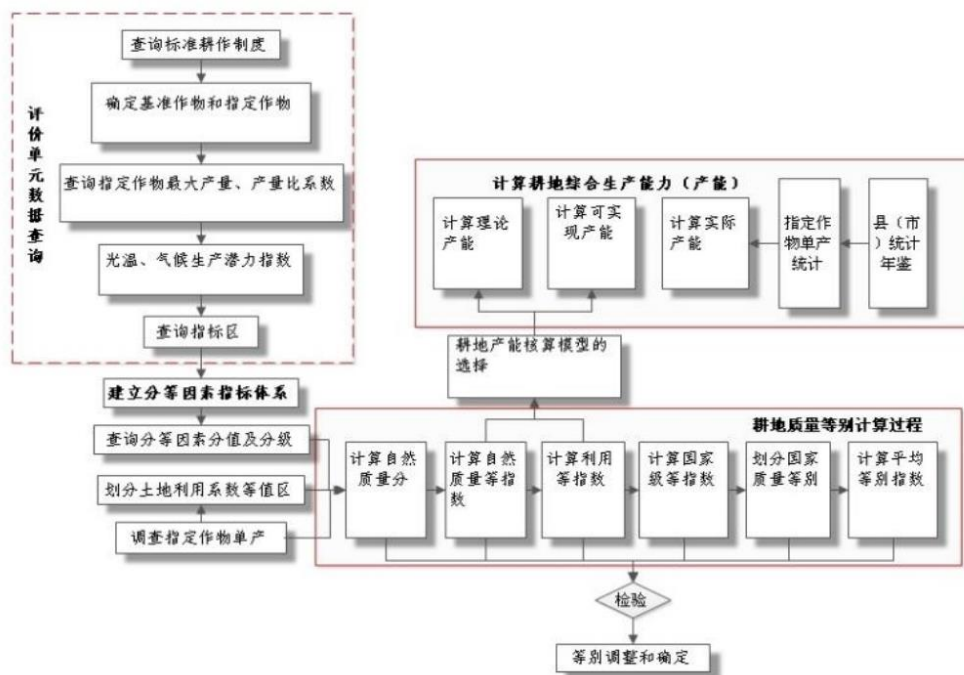 评价单元数据查询
查询标准耕作制度
确定基准作物和指定作物
查询指定作物最大产量、产量比系数
光温、气候生产潜力指数
查询指标区
建立分等因素指标体系
查询分等因素分值及分级
划分土地利用系数等值区
调查指定作物单产
计算耕地综合生产能力（产能）
计算理论
产能
计算可实
现产能
计算实际
产能
指定作
物单产
统计
县（市
）统计
年鉴
耕地产能核算模型的
选择
耕地质量等别计算过程
计算自然
质量分
计算自然
质量等指
数
计算利用
等指数
计算国家
级等指数
划分国家
质量等别
计算平均
等别指数
检验
等别调整和确定